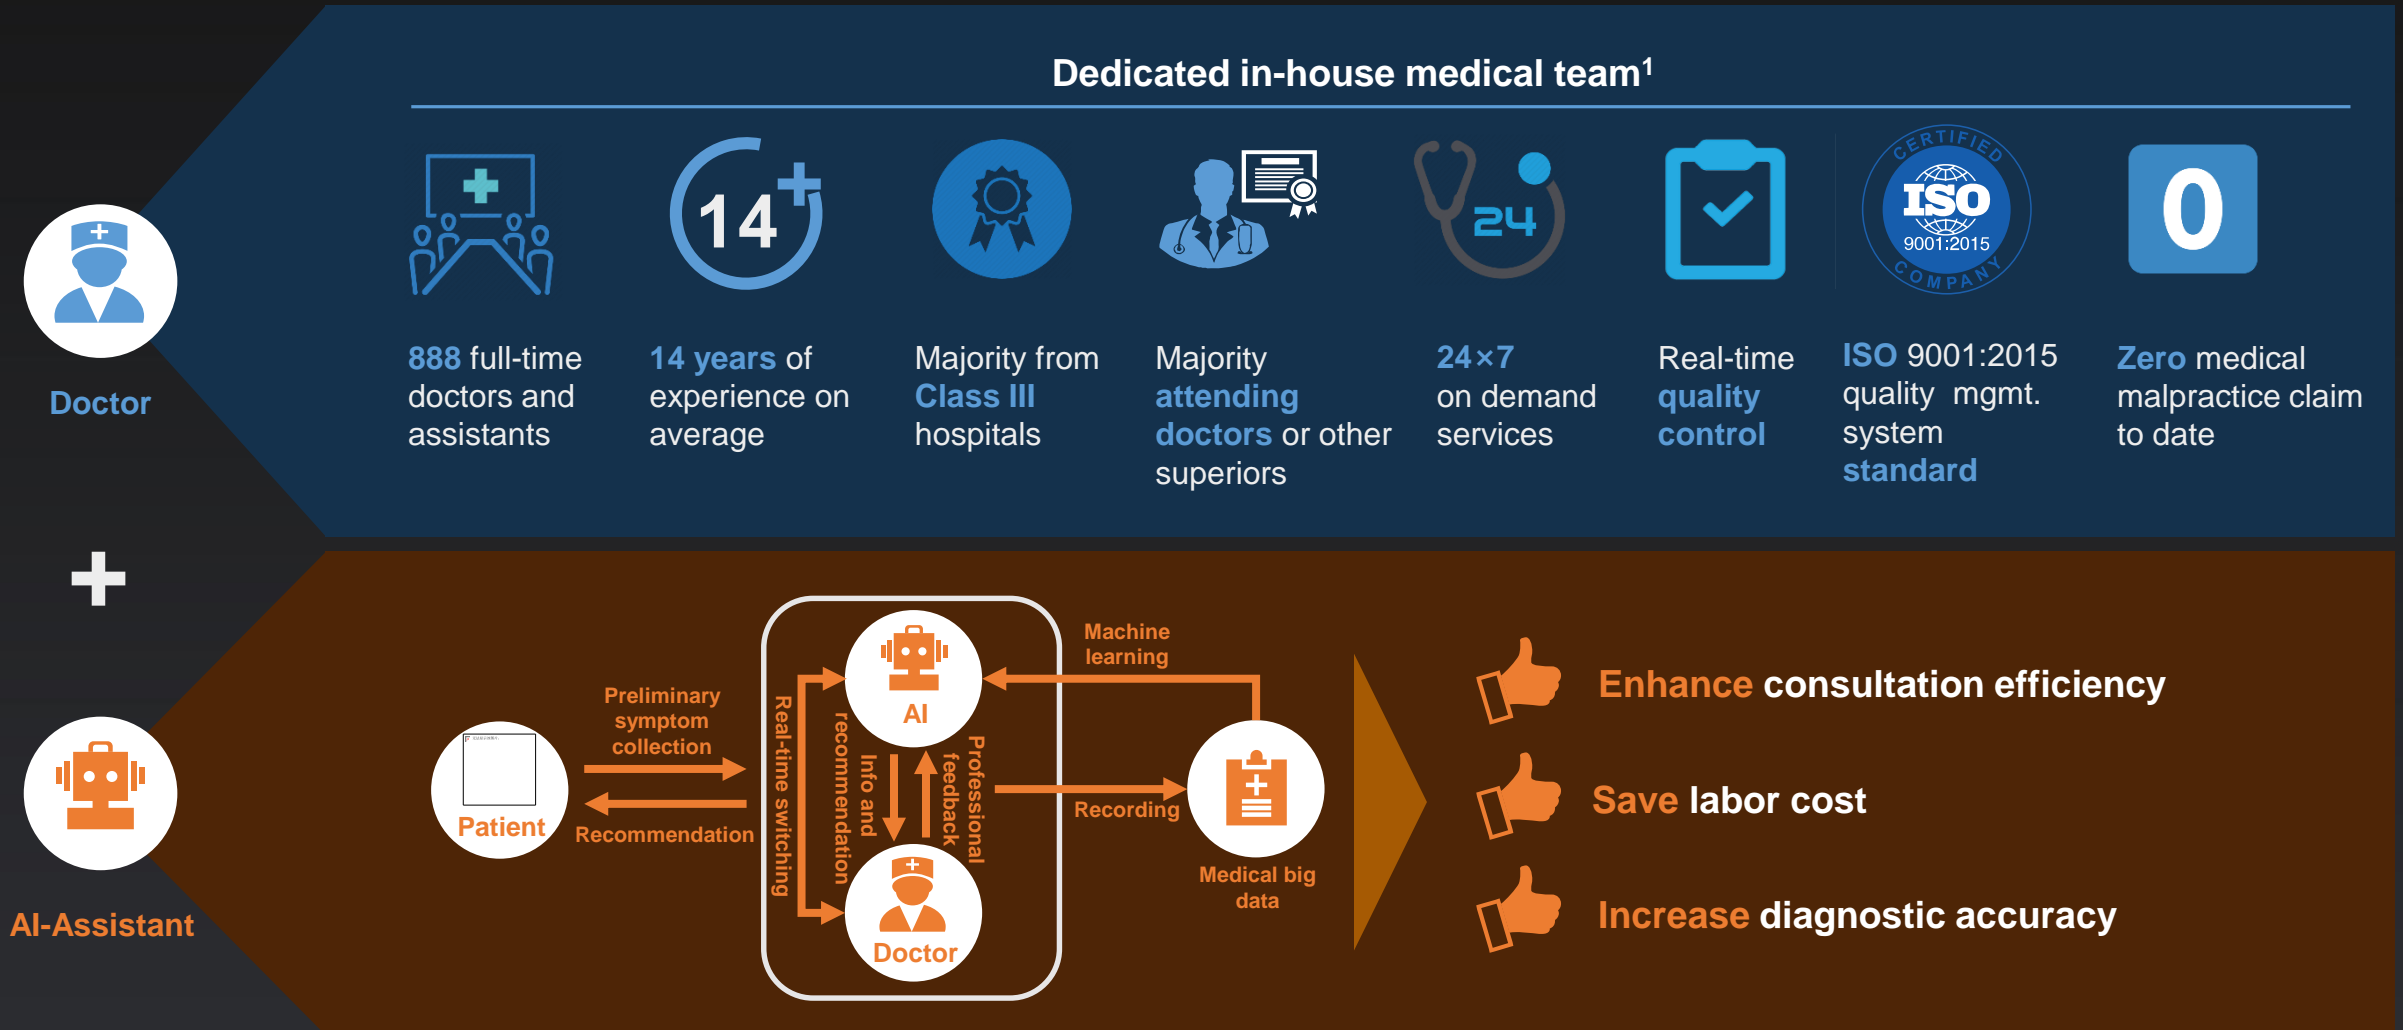 Dedicated in-house medical team¹
14+
24
CERTIFIED
ISO
9001:2015
COMPANY
0
Doctor
888 full-time
doctors and
assistants
14 years of
experience on
average
Majority from
Class III
hospitals
Majority
attending
doctors or other
superiors
24×7
on demand
services
Real-time
quality
control
ISO 9001:2015
quality mgmt.
system
standard
Zero medical
malpractice claim
to date
+
AI-Assistant
Patient
Preliminary
symptom
collection
Recommendation
Real-time switching
AI
Info and
recommendation
Professional
feedback
Doctor
Machine
learning
Recording
Medical big
data
Enhance consultation efficiency
Save labor cost
Increase diagnostic accuracy